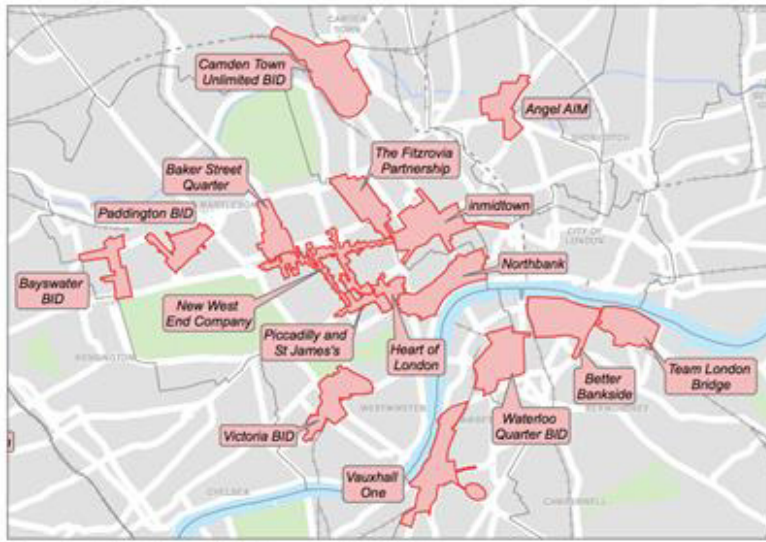 CAMDEN
TOWN
Camden Town
Unlimited BID
Angel AIM
SHOREDITCH
The Fitzrovia
Partnership
Baker Street
Quarter
inmidtown
Paddington BID
CITY OF
LONDON
Northbank
Bayswater
BID
New West
End Company
Piccadilly and
St James's
Heart of
London
KENSINGTON
Better
Bankside
Team London
Bridge
WESTMINSTER
BERMONDSEY
Waterloo
Quarter BID
Victoria BID
Vauxhall
One
CHELSEA
CAMBERWELL